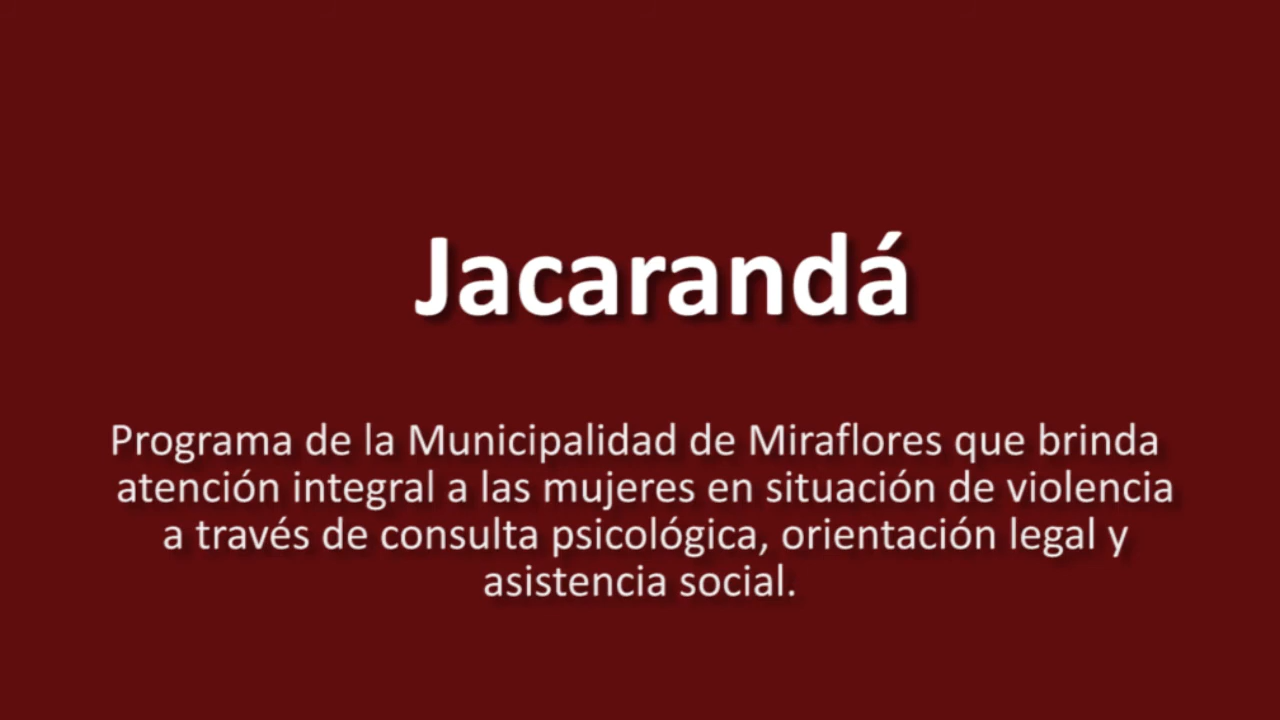 Jacarandá
Programa de la Municipalidad de Miraflores que brinda
atención integral a las mujeres en situación de violencia
a través de consulta psicológica, orientación legal y
asistencia social.